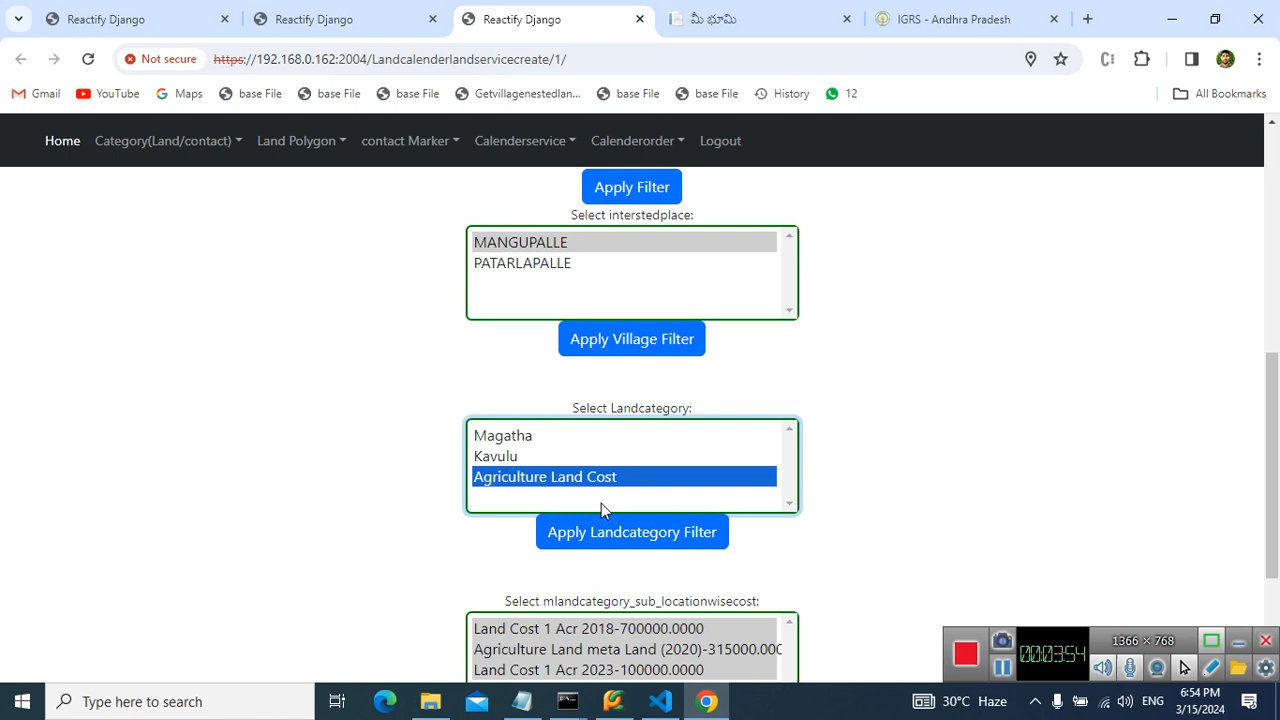 Reactify Django
Reactify Django
Reactify Django
మీ భూమి
IGRS - Andhra Pradesh
Not secure
https://192.168.0.162:2004/Landcalenderlandservicecreate/1/
Gmail
YouTube
Maps
base File
base File
base File
Getvillagenestedlan...
base File
base File
History
12
All Bookmarks
Home
Category(Land/contact)
Land Polygon
contact Marker
Calenderservice
Calenderorder
Logout
Apply Filter
Select interstedplace:
MANGUPALLE
PATARLAPALLE
Apply Village Filter
Select Landcategory:
Magatha
Kavulu
Agriculture Land Cost
Apply Landcategory Filter
Select mlandcategory_sub_locationwisecost:
Land Cost 1 Acr 2018-700000.0000
Agriculture Land meta Land (2020)-315000.000
Land Cost 1 Acr 2023-100000.0000
1366 × 768
00:03:54
Type here to search
30°C Haze
ENG
6:54 PM
3/15/2024